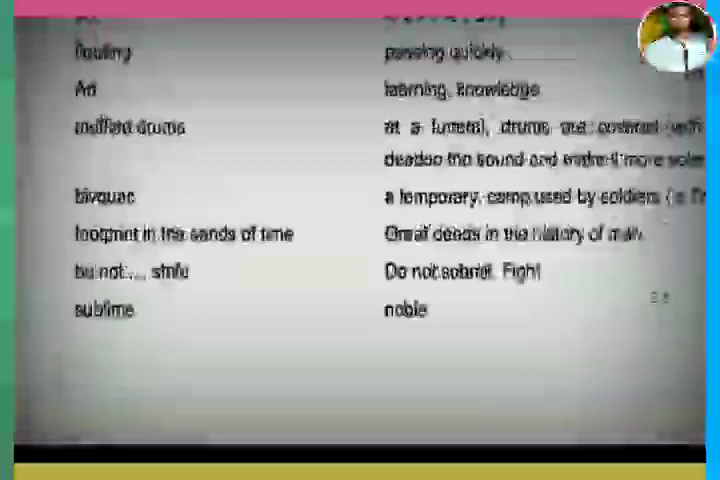 fleeting passing quickly
Art learning, knowledge
muffled drums at a funeral, drums are covered with
deaden the sound and make it more
bivouac a temporary, camp used by soldiers (a
footprint in the sands of time Great deeds in the history of man.
be not.... strife Do not submit. Fight
sublime noble